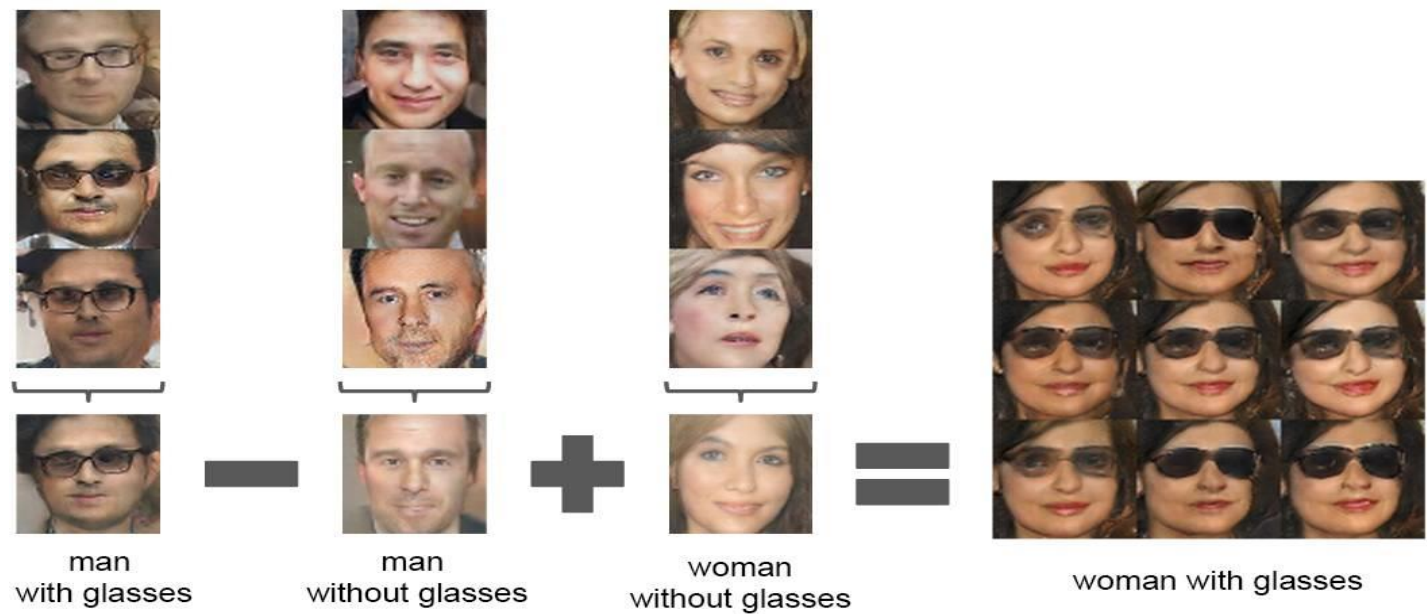 man
with glasses
man
without glasses
woman
without glasses
woman with glasses